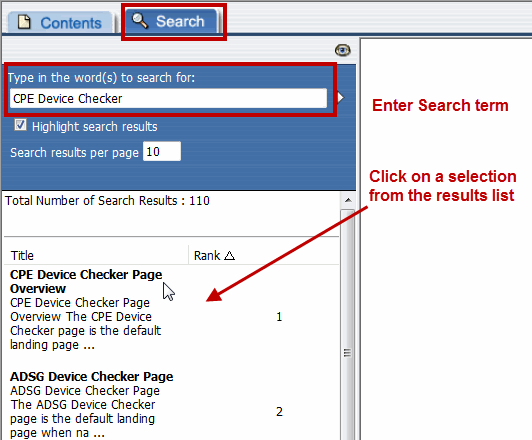 Contents
Search
Type in the word(s) to search for:
CPE Device Checker
Highlight search results
Search results per page 10
Enter Search term
Click on a selection
from the results list
Total Number of Search Results : 110
Title Rank
CPE Device Checker Page
Overview
CPE Device Checker Page
Overview The CPE Device
Checker page is the default
landing page ...
1
ADSG Device Checker Page
ADSG Device Checker Page
The ADSG Device Checker
page is the default landing
page when na ...
2